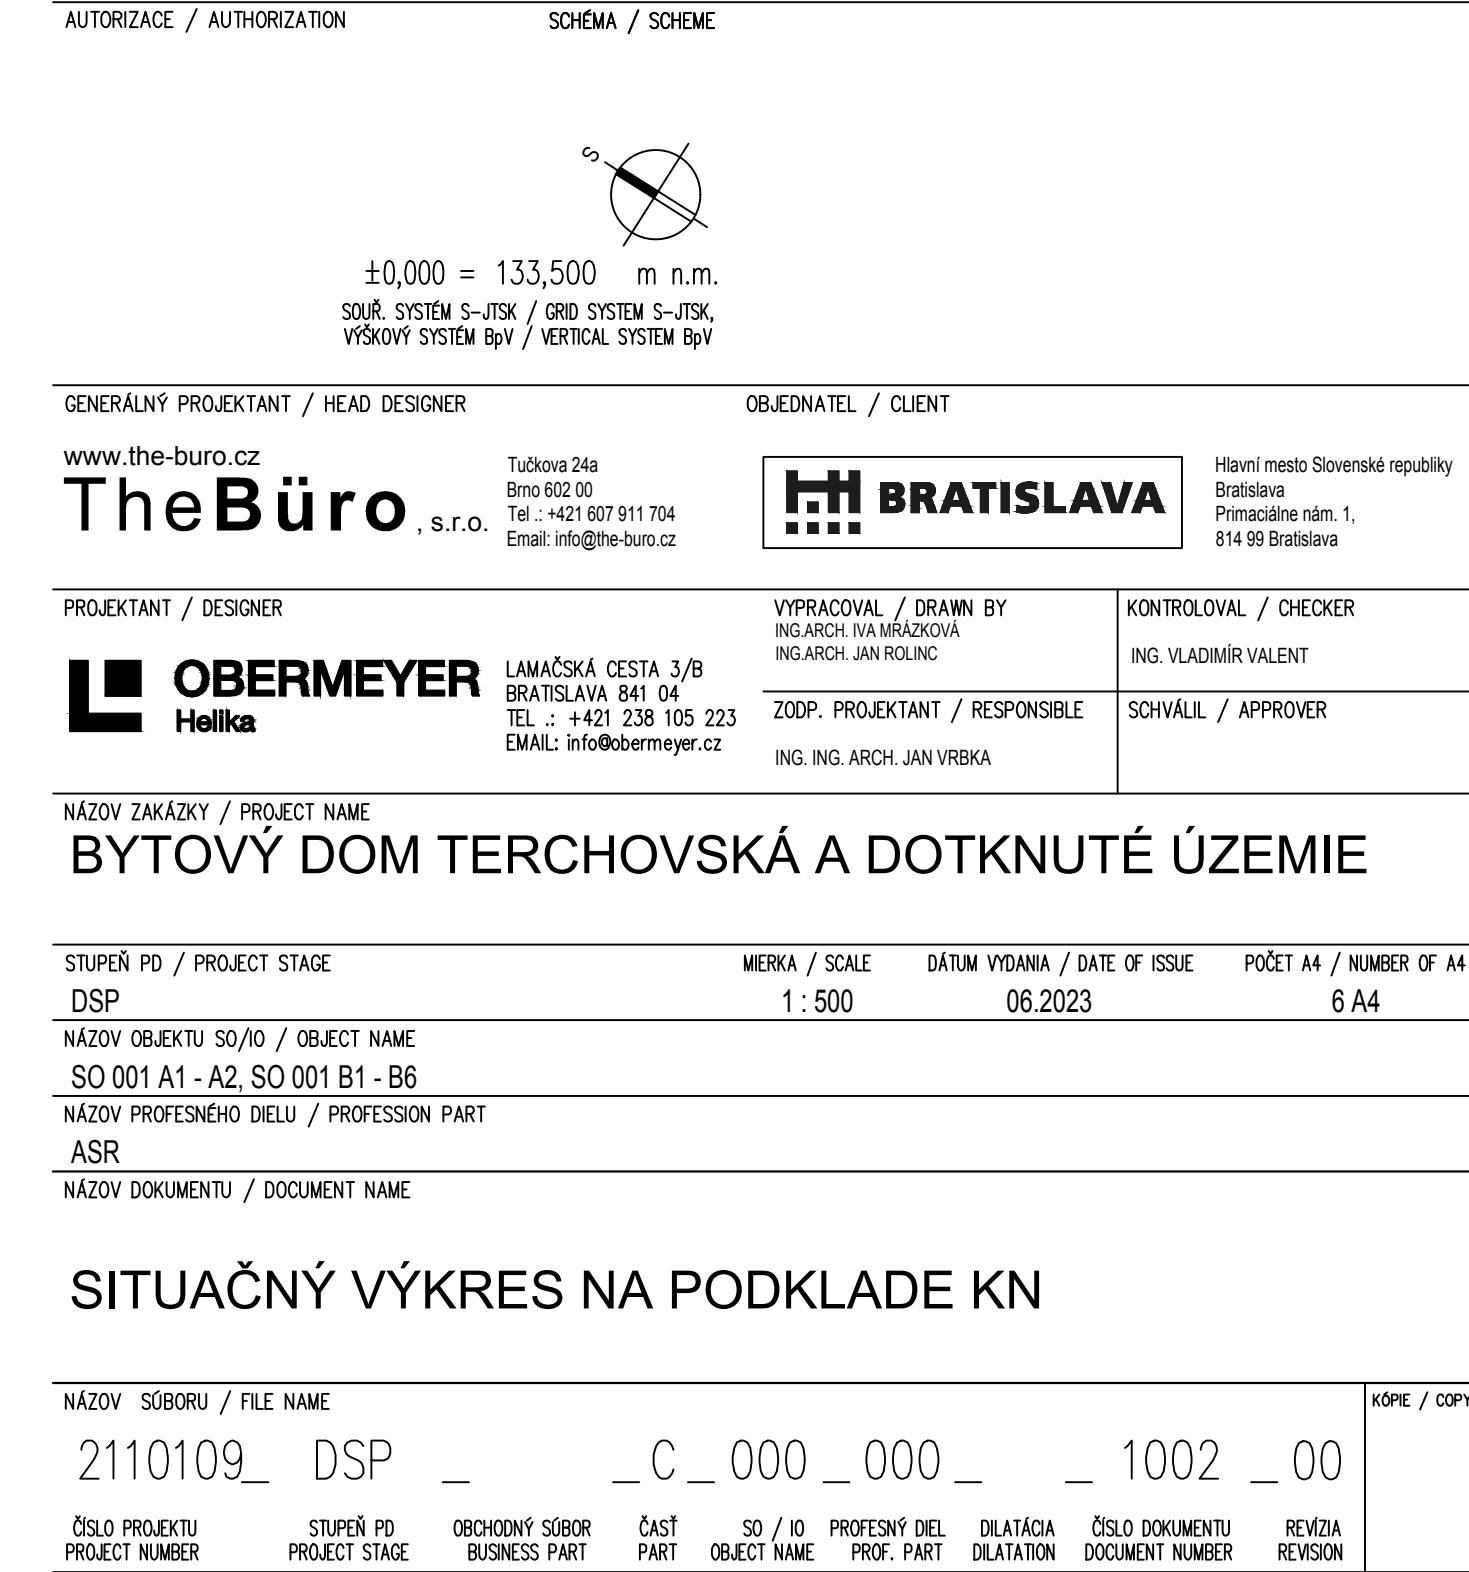 AUTORIZACE / AUTHORIZATION
SCHÉMA / SCHEME
S
±0,000 = 133,500 m n.m.
SOUŘ. SYSTÉM S-JTSK / GRID SYSTEM S-JTSK,
VÝŠKOVÝ SYSTÉM BpV / VERTICAL SYSTEM BpV
GENERÁLNÝ PROJEKTANT / HEAD DESIGNER
www.the-buro.cz
TheBüro, s.r.o.
Tučkova 24a
Brno 602 00
Tel .: +421 607 911 704
Email: info@the-buro.cz
OBJEDNATEL / CLIENT
BRATISLAVA
Hlavní mesto Slovenské republiky
Bratislava
Primaciálne nám. 1,
814 99 Bratislava
PROJEKTANT / DESIGNER
OBERMEYER
Helika
LAMAČSKÁ CESTA 3/B
BRATISLAVA 841 04
TEL .: +421 238 105 223
EMAIL: info@obermeyer.cz
VYPRACOVAL / DRAWN BY
ING.ARCH. IVA MRÁZKOVÁ
ING.ARCH. JAN ROLINC
KONTROLOVAL / CHECKER
ING. VLADIMÍR VALENT
ZODP. PROJEKTANT / RESPONSIBLE
ING. ING. ARCH. JAN VRBKA
SCHVÁLIL / APPROVER
NÁZOV ZAKÁZKY / PROJECT NAME
BYTOVÝ DOM TERCHOVSKÁ A DOTKNUTÉ ÚZEMIE
STUPEŇ PD / PROJECT STAGE
DSP
MIERKA / SCALE
1 : 500
DÁTUM VYDANIA / DATE OF ISSUE
06.2023
POČET A4 / NUMBER OF A4
6 A4
NÁZOV OBJEKTU SO/IO / OBJECT NAME
SO 001 A1 - A2, SO 001 B1 - B6
NÁZOV PROFESNÉHO DIELU / PROFESSION PART
ASR
NÁZOV DOKUMENTU / DOCUMENT NAME
SITUAČNÝ VÝKRES NA PODKLADE KN
NÁZOV SÚBORU / FILE NAME
KÓPIE / COPY
2110109_ DSP _ _ C _ 000 _ 000 _ _ 1002 _ 00
ČÍSLO PROJEKTU
PROJECT NUMBER
STUPEŇ PD
PROJECT STAGE
OBCHODNÝ SÚBOR
BUSINESS PART
ČASŤ
PART
SO / IO
OBJECT NAME
PROFESNÝ DIEL
PROF. PART
DILATÁCIA
DILATATION
ČÍSLO DOKUMENTU
DOCUMENT NUMBER
REVÍZIA
REVISION